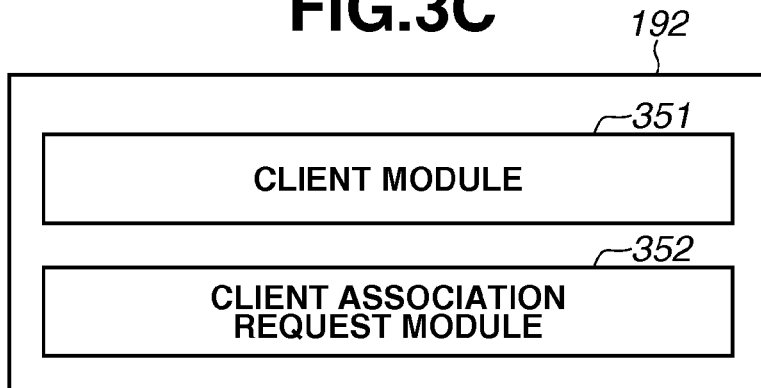 FIG.3C
192
351
CLIENT MODULE
352
CLIENT ASSOCIATION
REQUEST MODULE